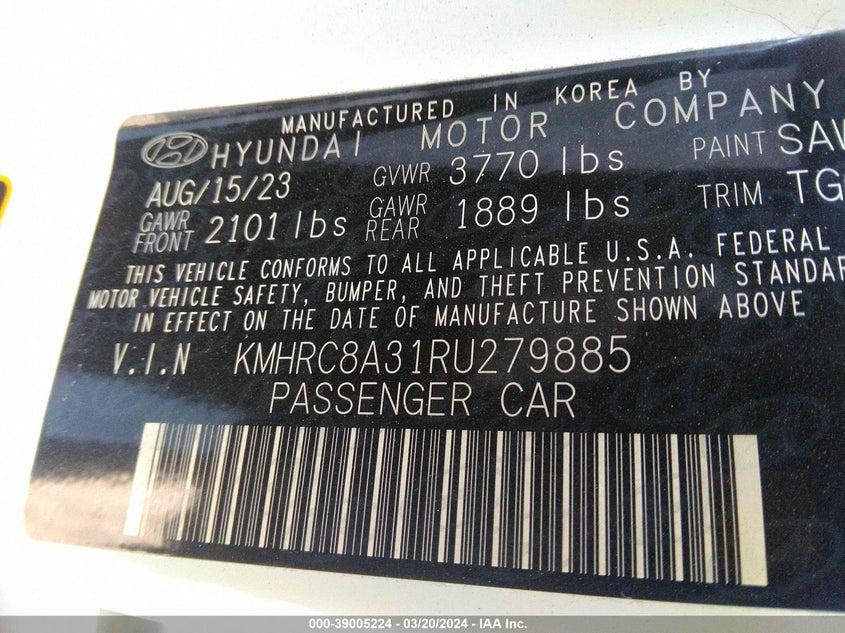 MANUFACTURED IN KOREA BY
HYUNDAI MOTOR COMPANY
AUG/15/23 GVWR 3770 lbs PAINT
GAWR FRONT 2101 lbs GAWR REAR 1889 lbs TRIM
THIS VEHICLE CONFORMS TO ALL APPLICABLE U.S.A. FEDERAL
MOTOR VEHICLE SAFETY, BUMPER, AND THEFT PREVENTION
IN EFFECT ON THE DATE OF MANUFACTURE SHOWN ABOVE
V.I.N KMHRC8A31RU279885
PASSENGER CAR
000-39005224 - 03/20/2024 - IAA Inc.